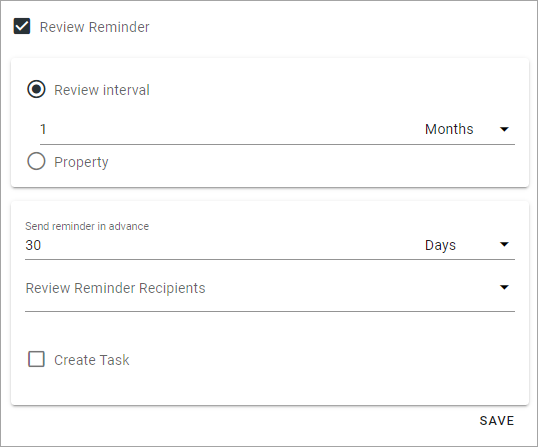 Review Reminder
Review interval
1 Months
Property
Send reminder in advance
30 Days
Review Reminder Recipients
Create Task
SAVE